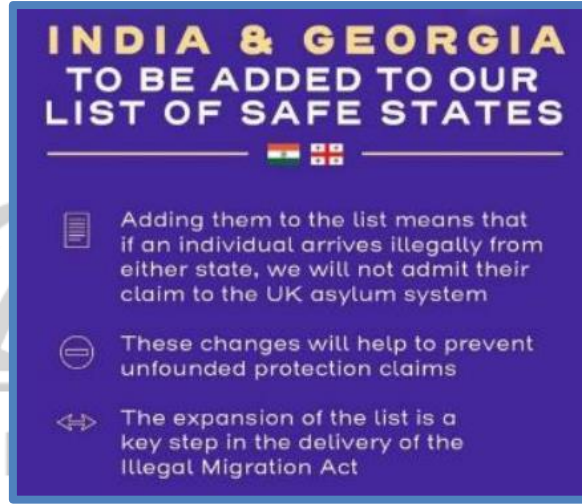 INDIA & GEORGIA
TO BE ADDED TO OUR
LIST OF SAFE STATES
Adding them to the list means that
if an individual arrives illegally from
either state, we will not admit their
claim to the UK asylum system
These changes will help to prevent
unfounded protection claims
The expansion of the list is a
key step in the delivery of the
Illegal Migration Act